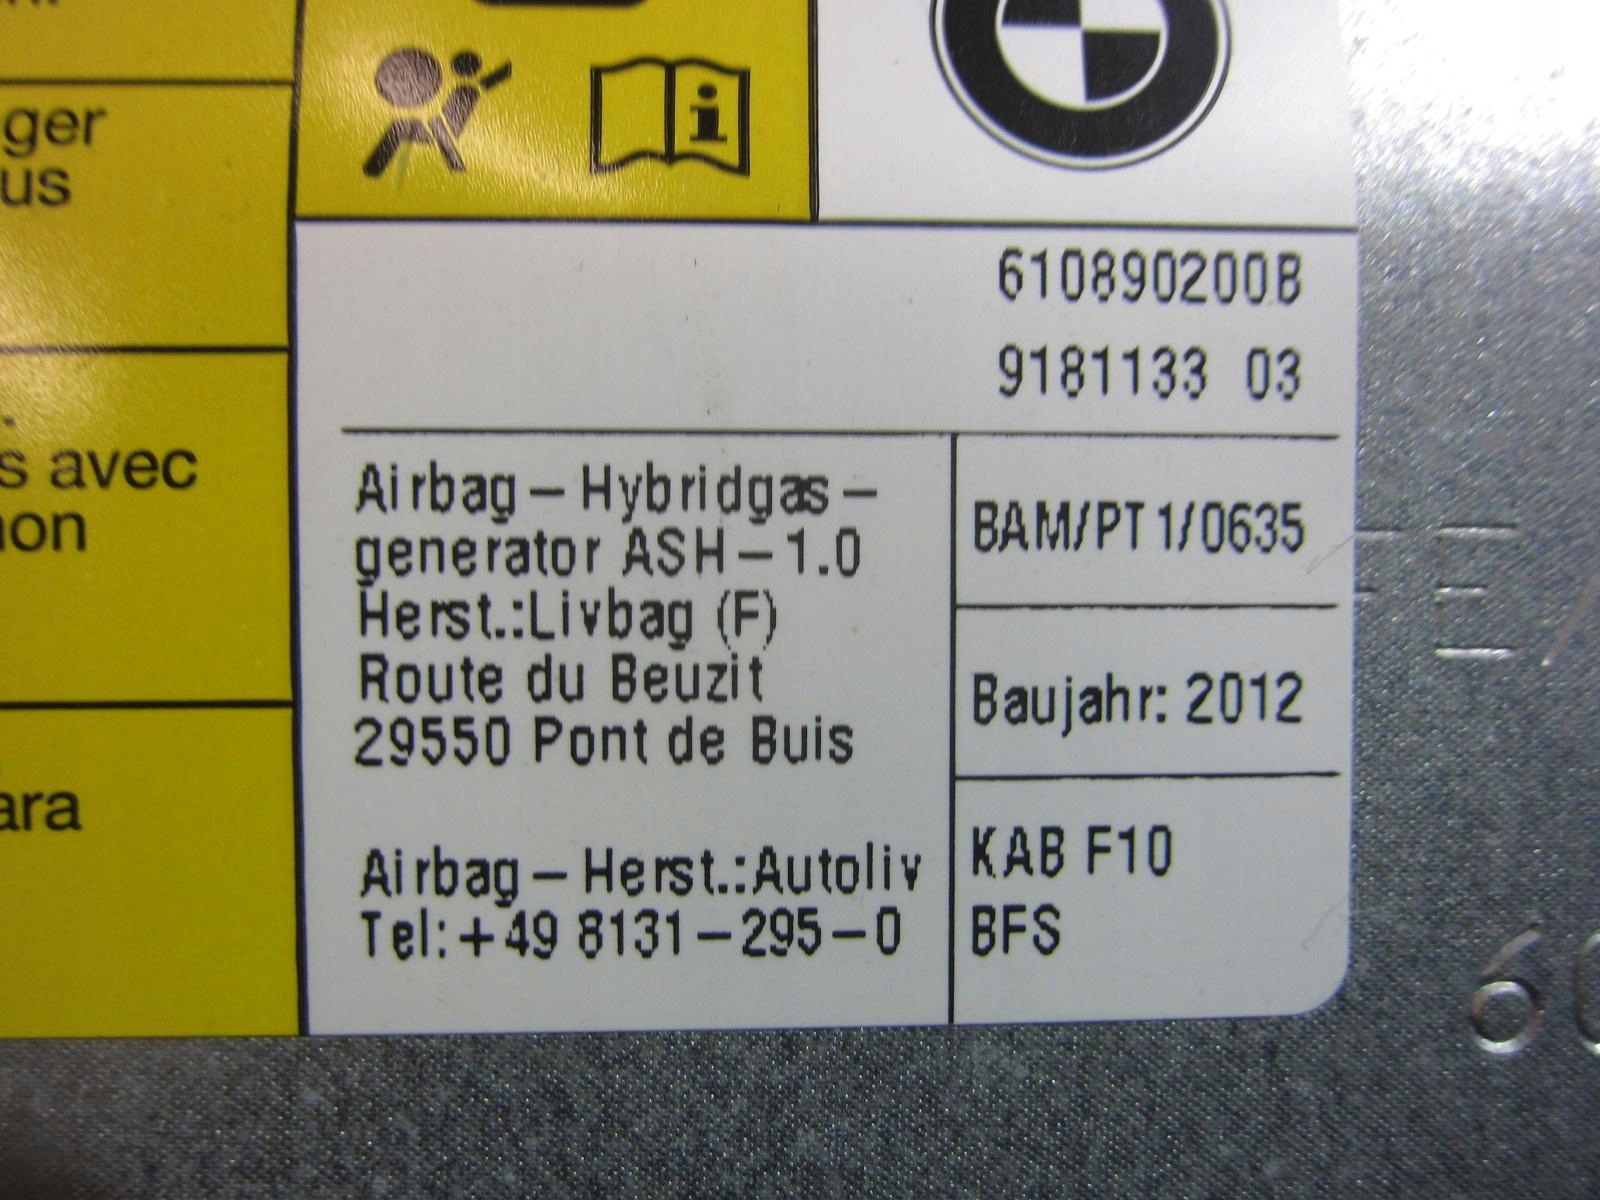 ger
us
s avec
non
ara
i
610890200B
9181133 03
Airbag-Hybridgas-
generator ASH-1.0
Herst.:Livbag (F)
Route du Beuzit
29550 Pont de Buis
Airbag-Herst.:Autoliv
Tel:+49 8131-295-0
BAM/PT1/0635
Baujahr: 2012
KAB F10
BFS
E
6